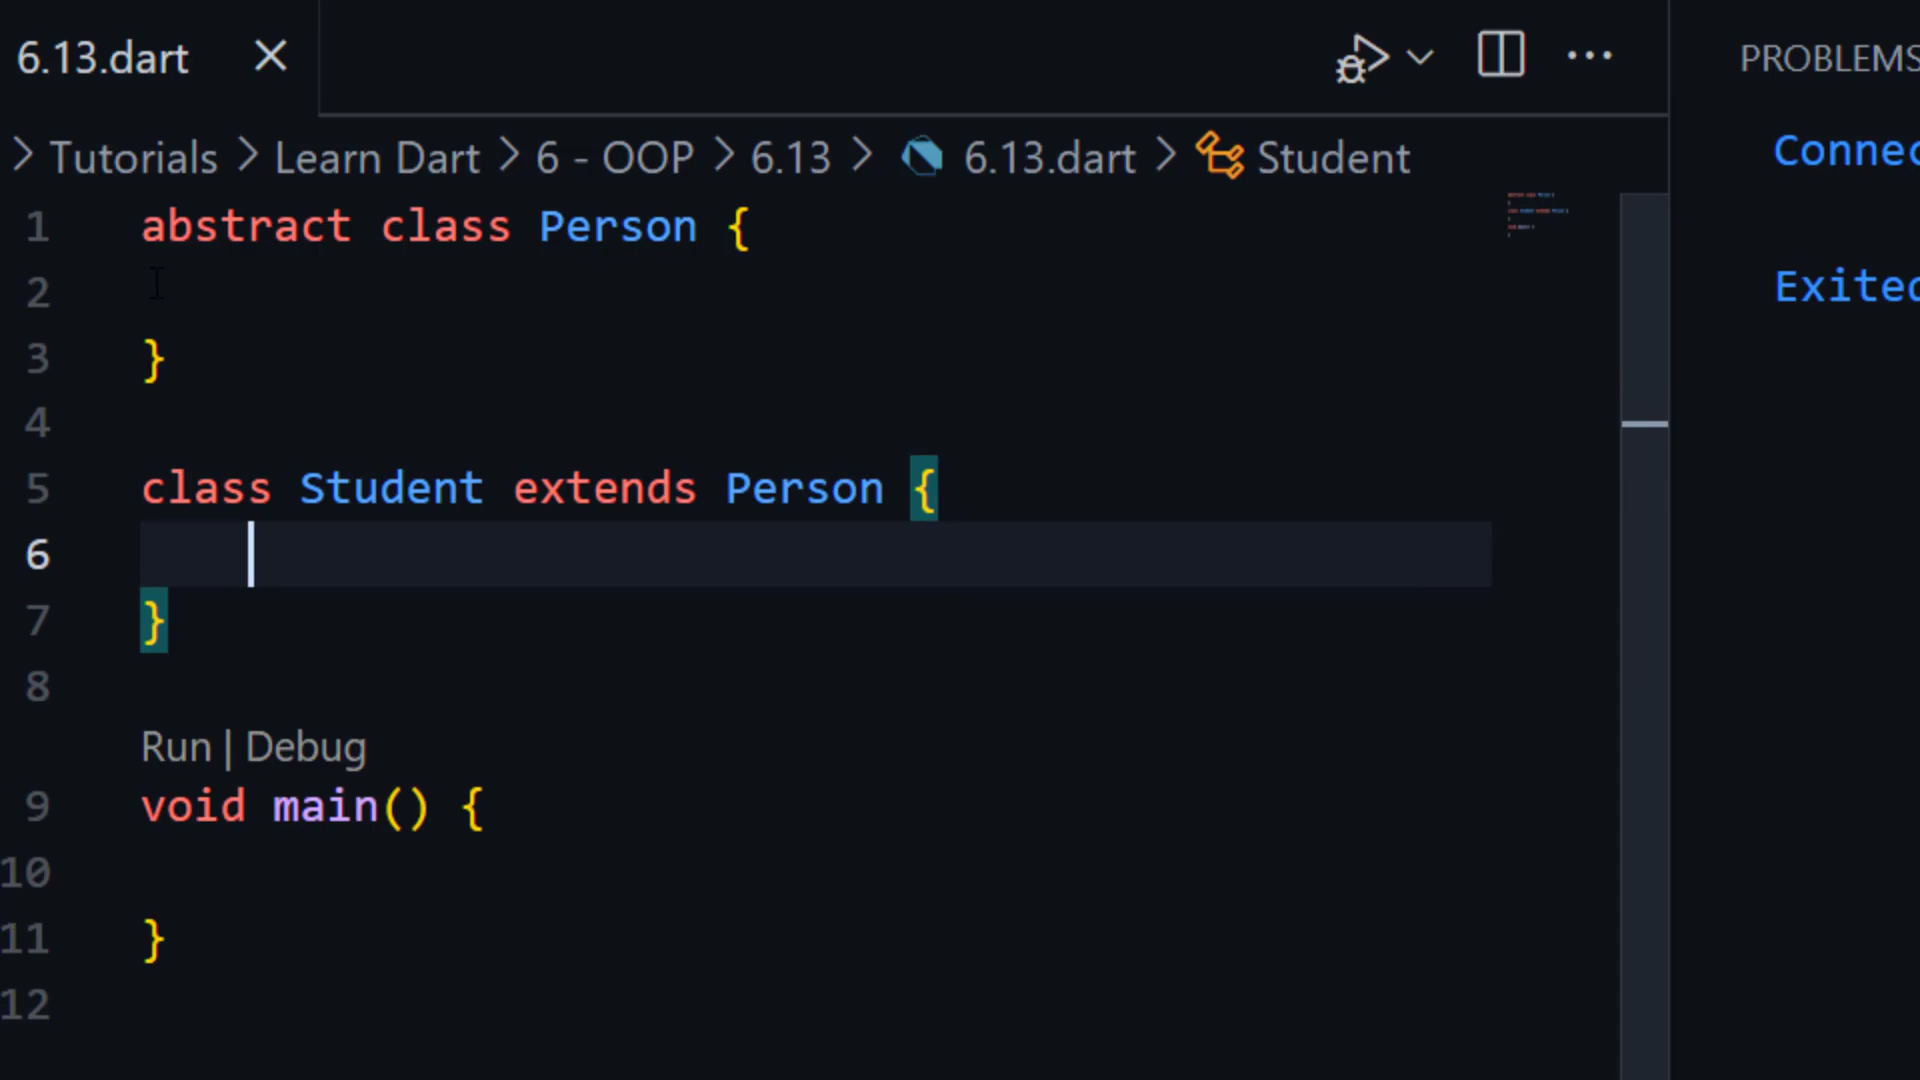 6.13.dart
PROBLEMS
Tutorials Learn Dart 6 - OOP 6.13 6.13.dart Student
Connec
Exited
1 abstract class Person {
2
3 }
4
5 class Student extends Person {
6
7 }
8
Run | Debug
9 void main() {
10
11 }
12